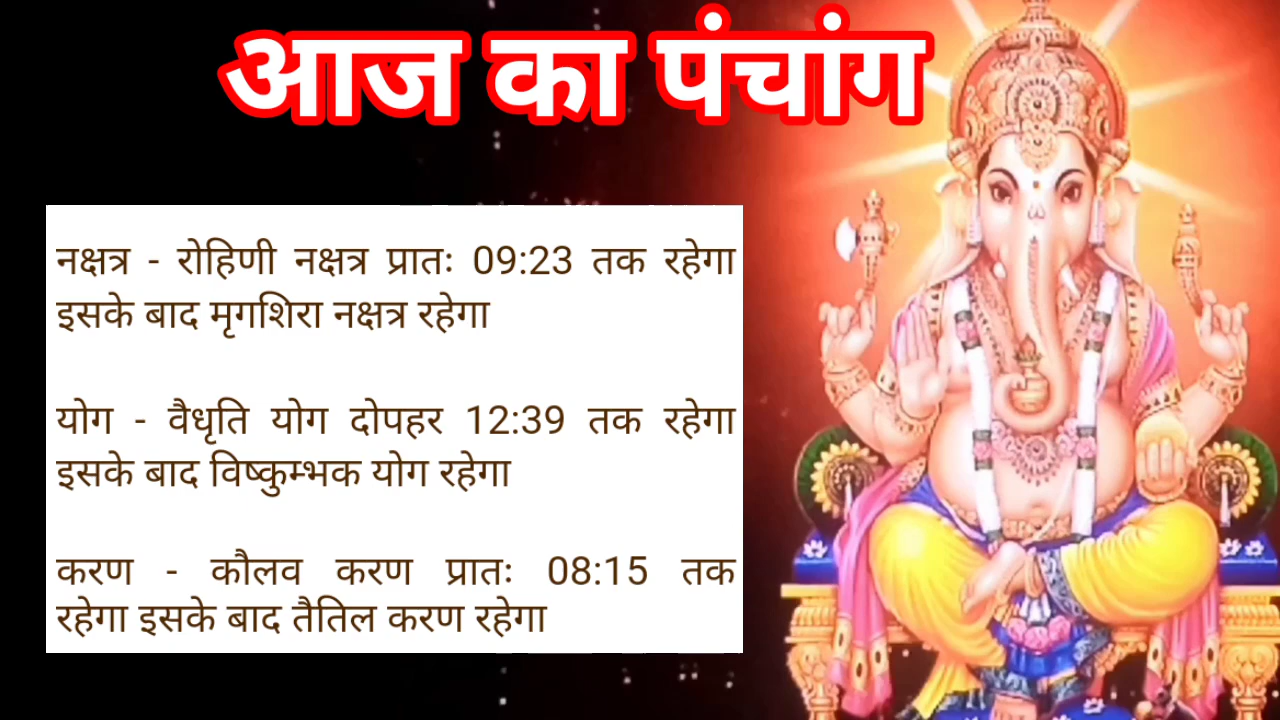 आज का पंचांग
नक्षत्र - रोहिणी नक्षत्र प्रातः 09:23 तक रहेगा
इसके बाद मृगशिरा नक्षत्र रहेगा
योग - वैधृति योग दोपहर 12:39 तक रहेगा
इसके बाद विष्कुम्भक योग रहेगा
करण - कौलव करण प्रातः 08:15 तक
रहेगा इसके बाद तैतिल करण रहेगा